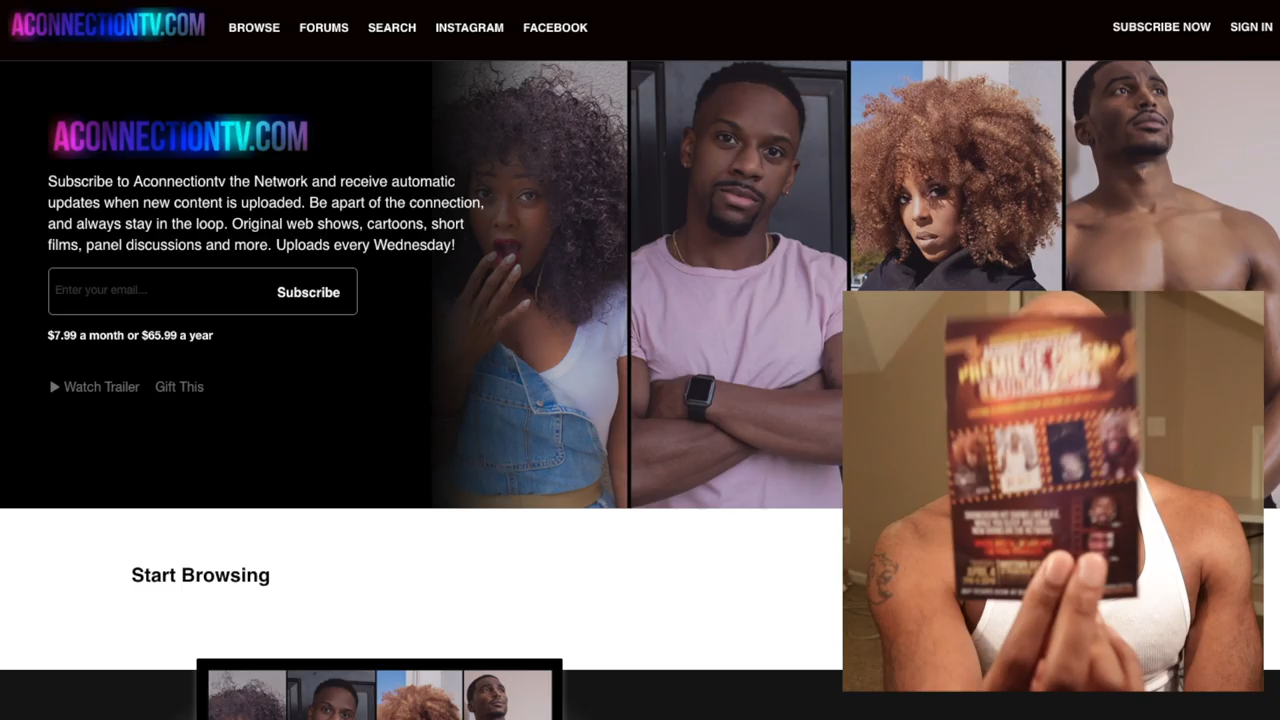 ACONNECTIONTV.COM
BROWSE
FORUMS
SEARCH
INSTAGRAM
FACEBOOK
SUBSCRIBE NOW
SIGN IN
ACONNECTIONTV.COM
Subscribe to Aconnectiontv the Network and receive automatic
updates when new content is uploaded. Be apart of the connection,
and always stay in the loop. Original web shows, cartoons, short
films, panel discussions and more. Uploads every Wednesday!
Enter your email...
Subscribe
$7.99 a month or $65.99 a year
Watch Trailer
Gift This
Start Browsing
APRIL